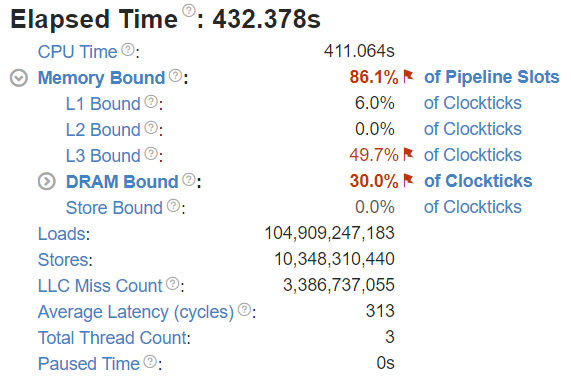 Elapsed Time ?: 432.378s
CPU Time ?: 411.064s
Memory Bound ?: 86.1% of Pipeline Slots
L1 Bound ?: 6.0% of Clockticks
L2 Bound ?: 0.0% of Clockticks
L3 Bound ?: 49.7% of Clockticks
DRAM Bound ?: 30.0% of Clockticks
Store Bound ?: 0.0% of Clockticks
Loads: 104,909,247,183
Stores: 10,348,310,440
LLC Miss Count ?: 3,386,737,055
Average Latency (cycles) ?: 313
Total Thread Count: 3
Paused Time ?: 0s